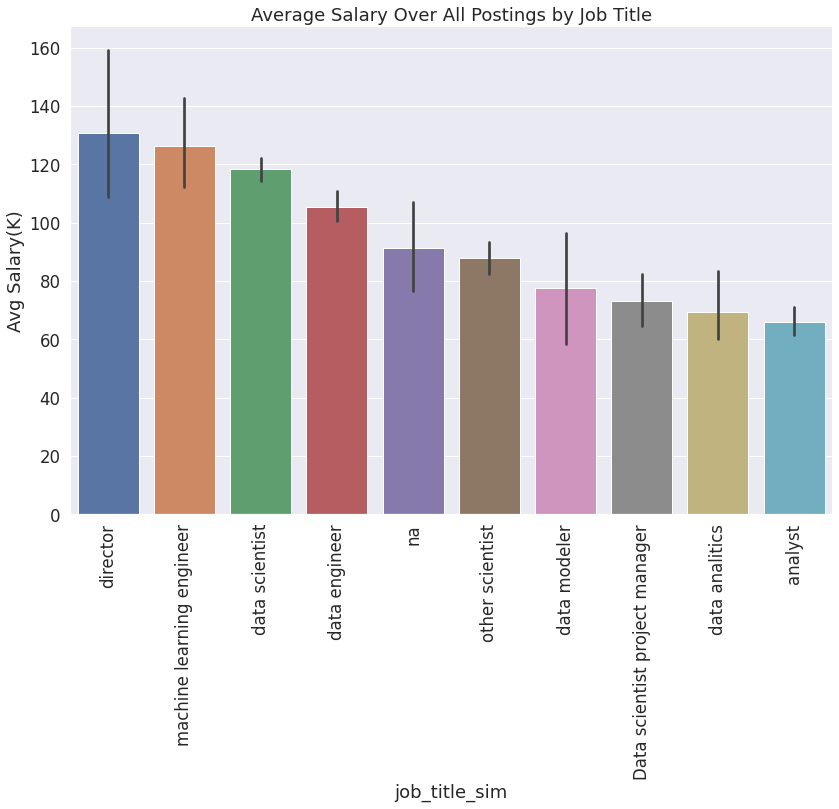 Average Salary Over All Postings by Job Title
Avg Salary(K)
160
140
120
100
80
60
40
20
0
director
machine learning engineer
data scientist
data engineer
na
other scientist
data modeler
Data scientist project manager
data analitics
analyst
job_title_sim